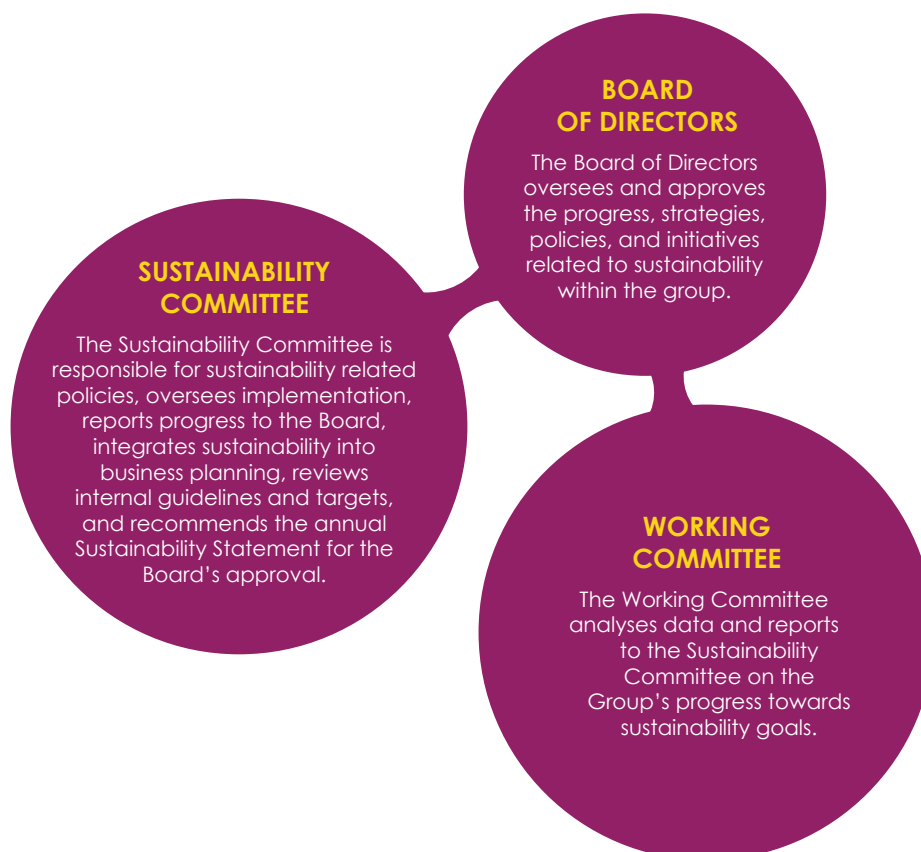 BOARD
OF DIRECTORS
The Board of Directors
oversees and approves
the progress, strategies,
policies, and initiatives
related to sustainability
within the group.
SUSTAINABILITY
COMMITTEE
The Sustainability Committee is
responsible for sustainability related
policies, oversees implementation,
reports progress to the Board,
integrates sustainability into
business planning, reviews
internal guidelines and targets,
and recommends the annual
Sustainability Statement for the
Board’s approval.
WORKING
COMMITTEE
The Working Committee
analyses data and reports
to the Sustainability
Committee on the
Group’s progress towards
sustainability goals.